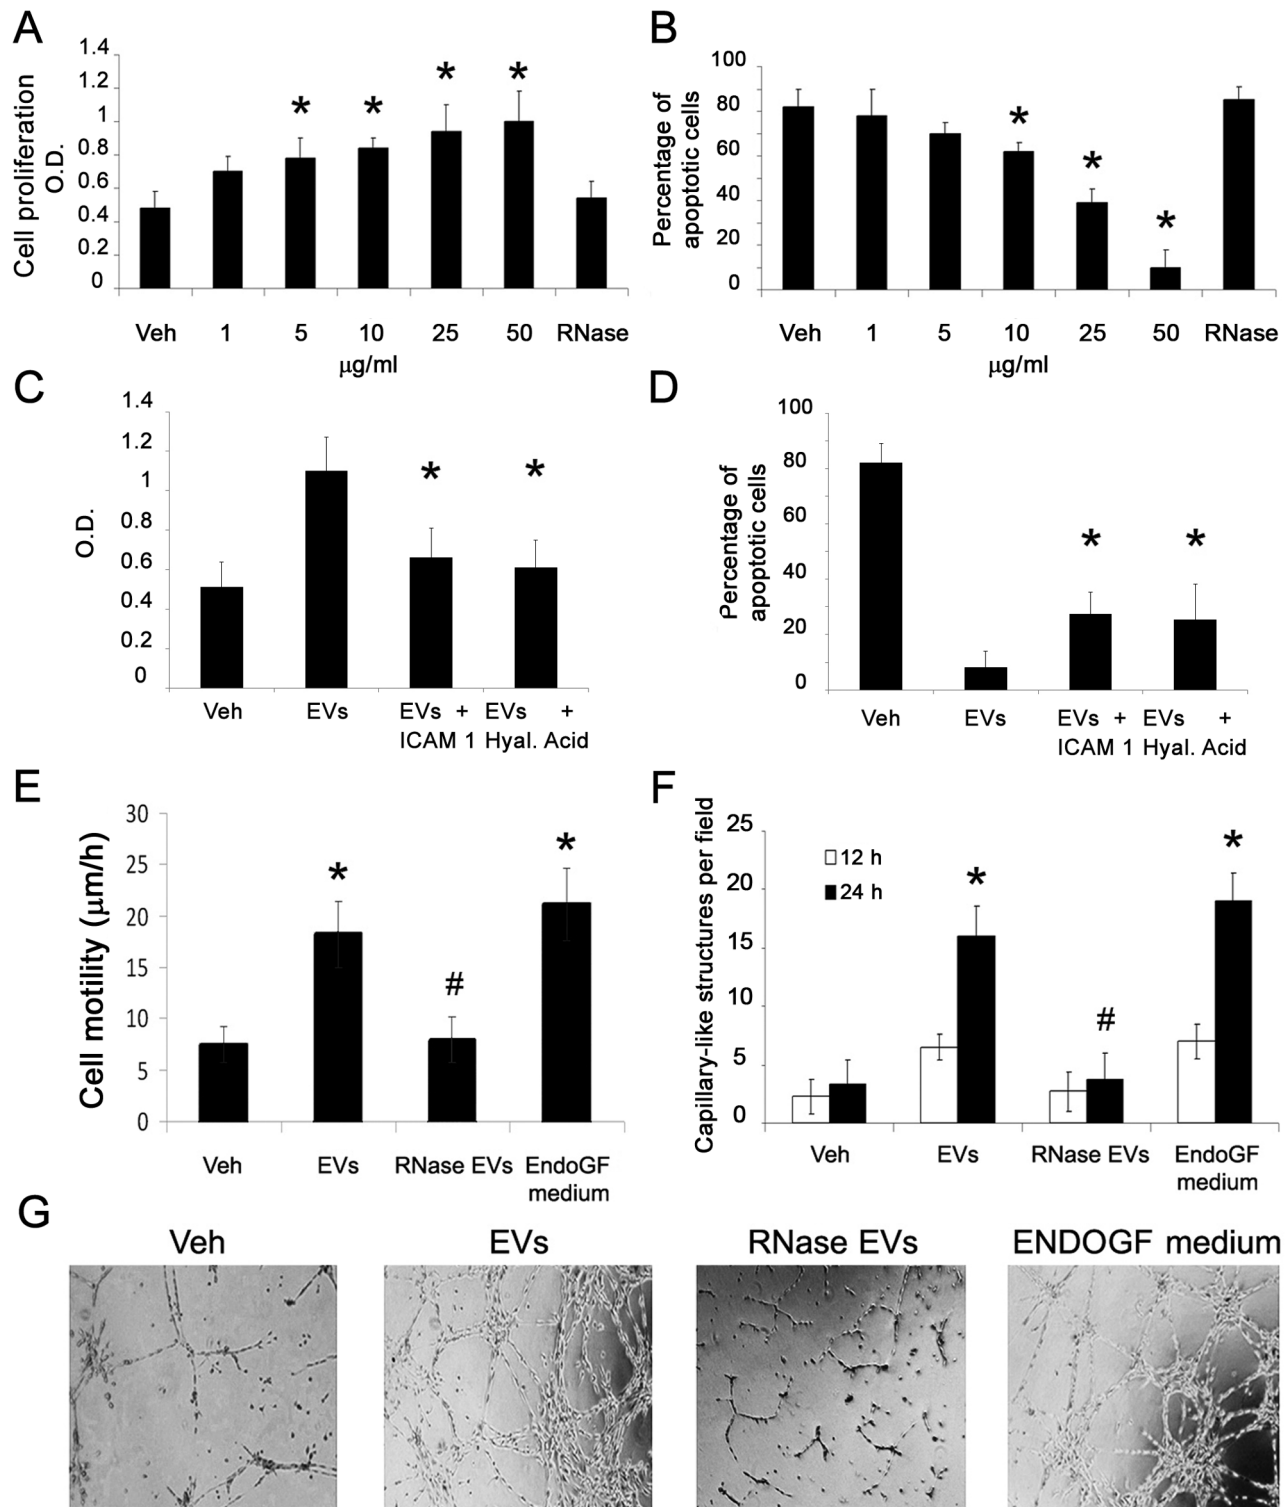 A
1.4
1.2
1
0.8
0.6
0.4
0.2
0
Cell proliferation
O.D.
* * * *
Veh 1 5 10 25 50 RNase
µg/ml
B
100
80
60
40
20
0
Percentage of
apoptotic cells
* * *
Veh 1 5 10 25 50 RNase
µg/ml
C
1.4
1.2
1
0.8
0.6
0.4
0.2
0
O.D.
* *
Veh EVs EVs + EVs +
ICAM 1 Hyal. Acid
D
100
80
60
40
20
0
Percentage of
apoptotic cells
* *
Veh EVs EVs + EVs +
ICAM 1 Hyal. Acid
E
30
25
20
15
10
5
0
Cell motility (µm/h)
* # *
Veh EVs RNase EVs EndoGF
medium
F
25
20
15
10
5
0
Capillary-like structures per field
12 h
24 h
* # *
Veh EVs RNase EVs EndoGF
medium
G
Veh EVs RNase EVs ENDOGF medium